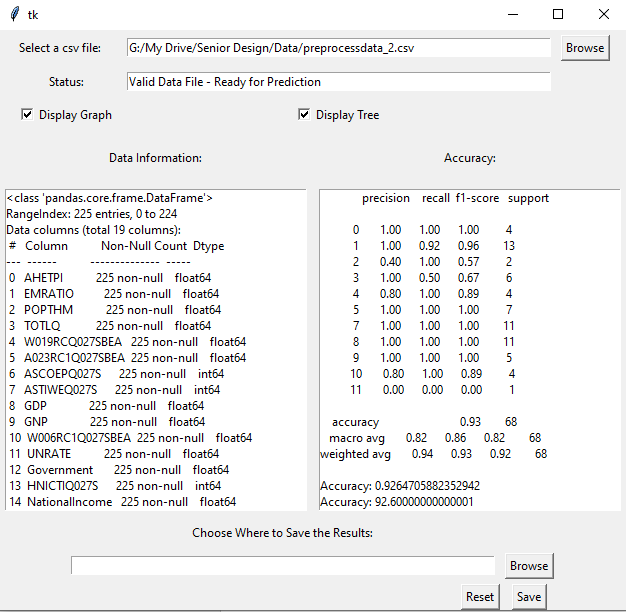 tk
Select a csv file: G:/My Drive/Senior Design/Data/preprocessdata_2.csv Browse
Status: Valid Data File - Ready for Prediction
Display Graph Display Tree
Data Information: Accuracy:
<class 'pandas.core.frame.DataFrame'>
RangeIndex: 225 entries, 0 to 224
Data columns (total 19 columns):
# Column Non-Null Count Dtype
--- ------ -------------- -----
0 AHETPI 225 non-null float64
1 EMRATIO 225 non-null float64
2 POPTHM 225 non-null float64
3 TOTLQ 225 non-null float64
4 W019RCQ027SBEA 225 non-null float64
5 A023RC1Q027SBEA 225 non-null float64
6 ASCOEPQ027S 225 non-null int64
7 ASTIWEQ027S 225 non-null int64
8 GDP 225 non-null float64
9 GNP 225 non-null float64
10 W006RC1Q027SBEA 225 non-null float64
11 UNRATE 225 non-null float64
12 Government 225 non-null float64
13 HNICTIQ027S 225 non-null int64
14 NationalIncome 225 non-null float64
precision recall f1-score support
0 1.00 1.00 1.00 4
1 1.00 0.92 0.96 13
2 0.40 1.00 0.57 2
3 1.00 0.50 0.67 6
4 0.80 1.00 0.89 4
5 1.00 1.00 1.00 7
7 1.00 1.00 1.00 11
8 1.00 1.00 1.00 11
9 1.00 1.00 1.00 5
10 0.80 1.00 0.89 4
11 0.00 0.00 0.00 1
accuracy 0.93 68
macro avg 0.82 0.86 0.82 68
weighted avg 0.94 0.93 0.92 68
Accuracy: 0.9264705882352942
Accuracy: 92.60000000000001
Choose Where to Save the Results:
Browse
Reset Save